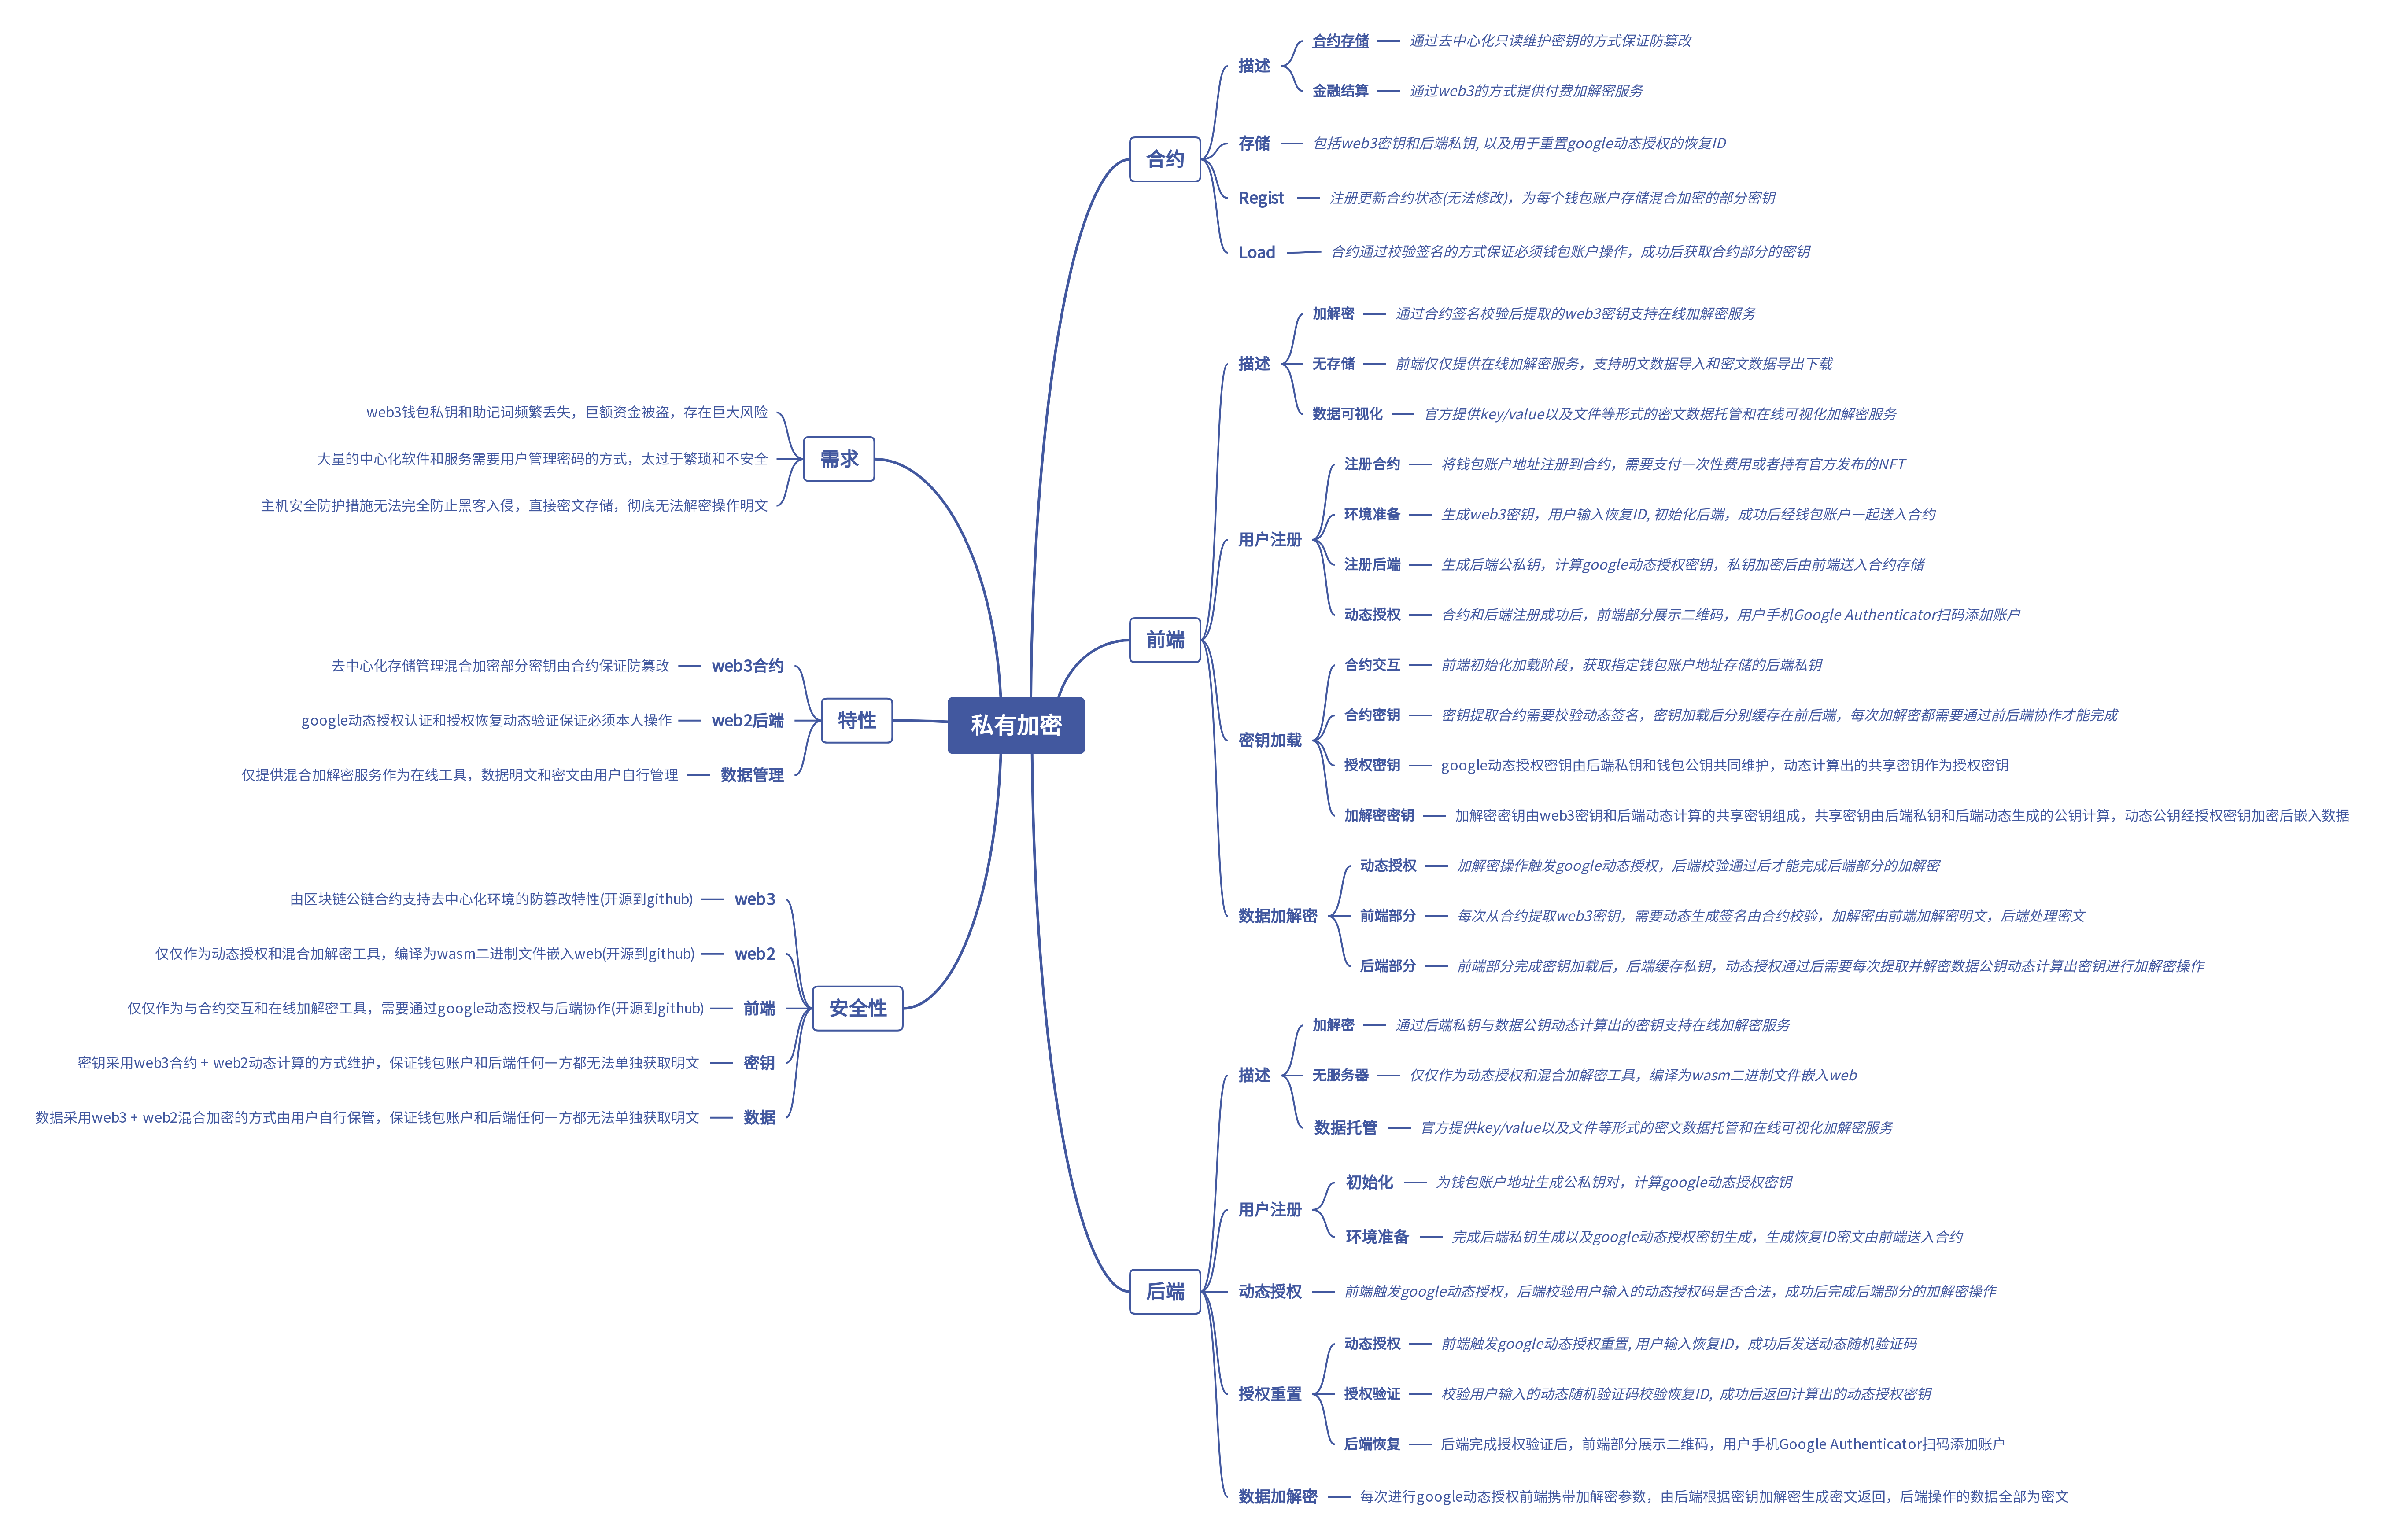 私有加密
合约
描述
合约存储
通过去中心化只读维护密钥的方式保证防篡改
金融结算
通过web3的方式提供付费加解密服务
存储
包括web3密钥和后端私钥, 以及用于重置google动态授权的恢复ID
Regist
注册更新合约状态(无法修改)，为每个钱包账户存储混合加密的部分密钥
Load
合约通过校验签名的方式保证必须钱包账户操作，成功后获取合约部分的密钥
前端
描述
加解密
通过合约签名校验后提取的web3密钥支持在线加解密服务
无存储
前端仅仅提供在线加解密服务，支持明文数据导入和密文数据导出下载
数据可视化
官方提供key/value以及文件等形式的密文数据托管和在线可视化加解密服务
用户注册
注册合约
将钱包账户地址注册到合约，需要支付一次性费用或者持有官方发布的NFT
环境准备
生成web3密钥，用户输入恢复ID, 初始化后端，成功后经钱包账户一起送入合约
注册后端
生成后端公私钥，计算google动态授权密钥，私钥加密后由前端送入合约存储
动态授权
合约和后端注册成功后，前端部分展示二维码，用户手机Google Authenticator扫码添加账户
密钥加载
合约交互
前端初始化加载阶段，获取指定钱包账户地址存储的后端私钥
合约密钥
密钥提取合约需要校验动态签名，密钥加载后分别缓存在前后端，每次加解密都需要通过前后端协作才能完成
授权密钥
google动态授权密钥由后端私钥和钱包公钥共同维护，动态计算出的共享密钥作为授权密钥
加解密密钥
加解密密钥由web3密钥和后端动态计算的共享密钥组成，共享密钥由后端私钥和后端动态生成的公钥计算，动态公钥经授权密钥加密后嵌入数据
数据加解密
动态授权
加解密操作触发google动态授权，后端校验通过后才能完成后端部分的加解密
前端部分
每次从合约提取web3密钥，需要动态生成签名由合约校验，加解密由前端加解密明文，后端处理密文
后端部分
前端部分完成密钥加载后，后端缓存私钥，动态授权通过后需要每次提取并解密数据公钥动态计算出密钥进行加解密操作
后端
描述
加解密
通过后端私钥与数据公钥动态计算出的密钥支持在线加解密服务
无服务器
仅仅作为动态授权和混合加解密工具，编译为wasm二进制文件嵌入web
数据托管
官方提供key/value以及文件等形式的密文数据托管和在线可视化加解密服务
用户注册
初始化
为钱包账户地址生成公私钥对，计算google动态授权密钥
环境准备
完成后端私钥生成以及google动态授权密钥生成，生成恢复ID密文由前端送入合约
动态授权
前端触发google动态授权，后端校验用户输入的动态授权码是否合法，成功后完成后端部分的加解密操作
授权重置
动态授权
前端触发google动态授权重置, 用户输入恢复ID，成功后发送动态随机验证码
授权验证
校验用户输入的动态随机验证码校验恢复ID, 成功后返回计算出的动态授权密钥
后端恢复
后端完成授权验证后，前端部分展示二维码，用户手机Google Authenticator扫码添加账户
数据加解密
每次进行google动态授权前端携带加解密参数，由后端根据密钥加解密生成密文返回，后端操作的数据全部为密文
需求
web3钱包私钥和助记词频繁丢失，巨额资金被盗，存在巨大风险
大量的中心化软件和服务需要用户管理密码的方式，太过于繁琐和不安全
主机安全防护措施无法完全防止黑客入侵，直接密文存储，彻底无法解密操作明文
特性
web3合约
去中心化存储管理混合加密部分密钥由合约保证防篡改
web2后端
google动态授权认证和授权恢复动态验证保证必须本人操作
数据管理
仅提供混合加解密服务作为在线工具，数据明文和密文由用户自行管理
安全性
web3
由区块链公链合约支持去中心化环境的防篡改特性(开源到github)
web2
仅仅作为动态授权和混合加解密工具，编译为wasm二进制文件嵌入web(开源到github)
前端
仅仅作为与合约交互和在线加解密工具，需要通过google动态授权与后端协作(开源到github)
密钥
密钥采用web3合约 + web2动态计算的方式维护，保证钱包账户和后端任何一方都无法单独获取明文
数据
数据采用web3 + web2混合加密的方式由用户自行保管，保证钱包账户和后端任何一方都无法单独获取明文